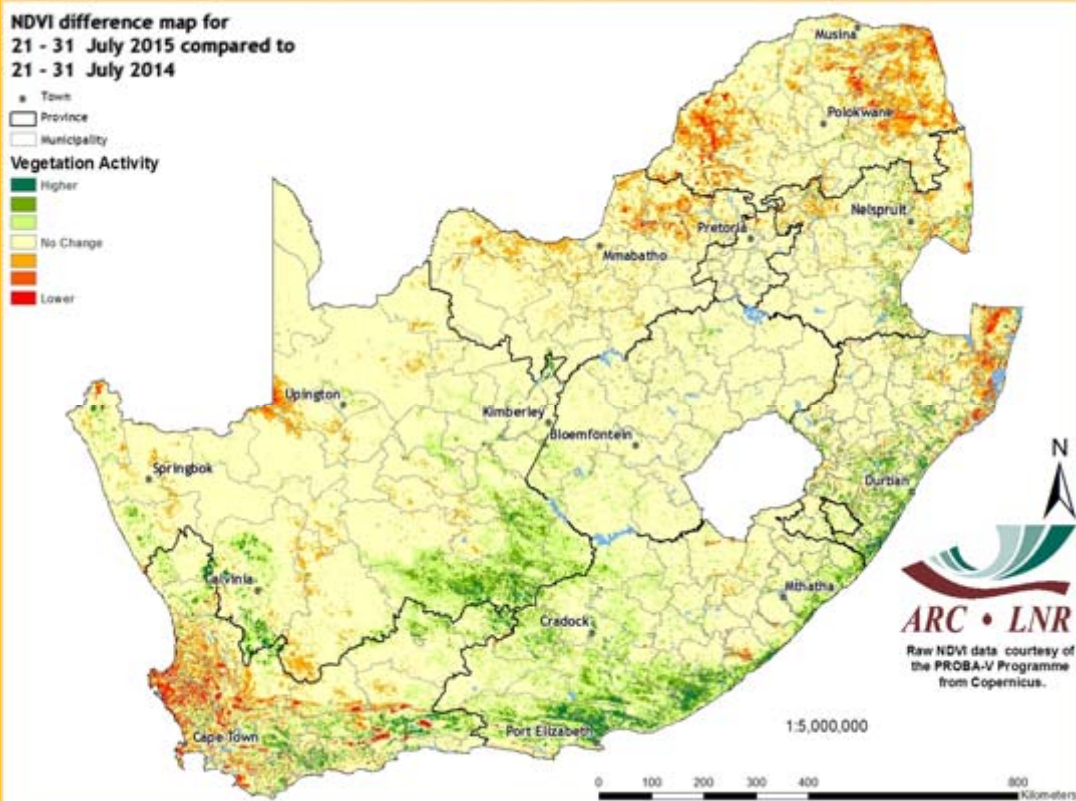 NDVI difference map for
21 - 31 July 2015 compared to
21 - 31 July 2014
Town
Province
Municipality
Vegetation Activity
Higher
No Change
Lower
Musina
Polokwane
Nelspruit
Pretoria
Mmabatho
Upington
Kimberley
Bloemfontein
Springbok
Durban
Calvinia
Mthatha
Cradock
Cape Town
Port Elizabeth
N
ARC • LNR
Raw NDVI data courtesy of
the PROBA-V Programme
from Copernicus.
1:5,000,000
0 100 200 300 400 800
Kilometers